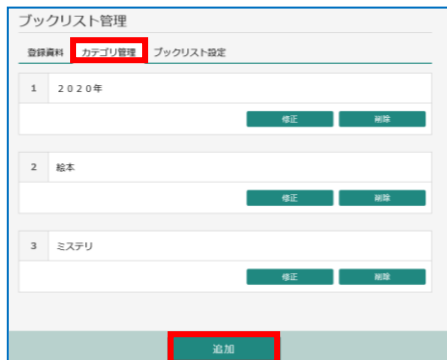 ブックリスト管理
登録資料 カテゴリ管理 ブックリスト設定
1 2020年
修正 削除
2 絵本
修正 削除
3 ミステリ
修正 削除
追加